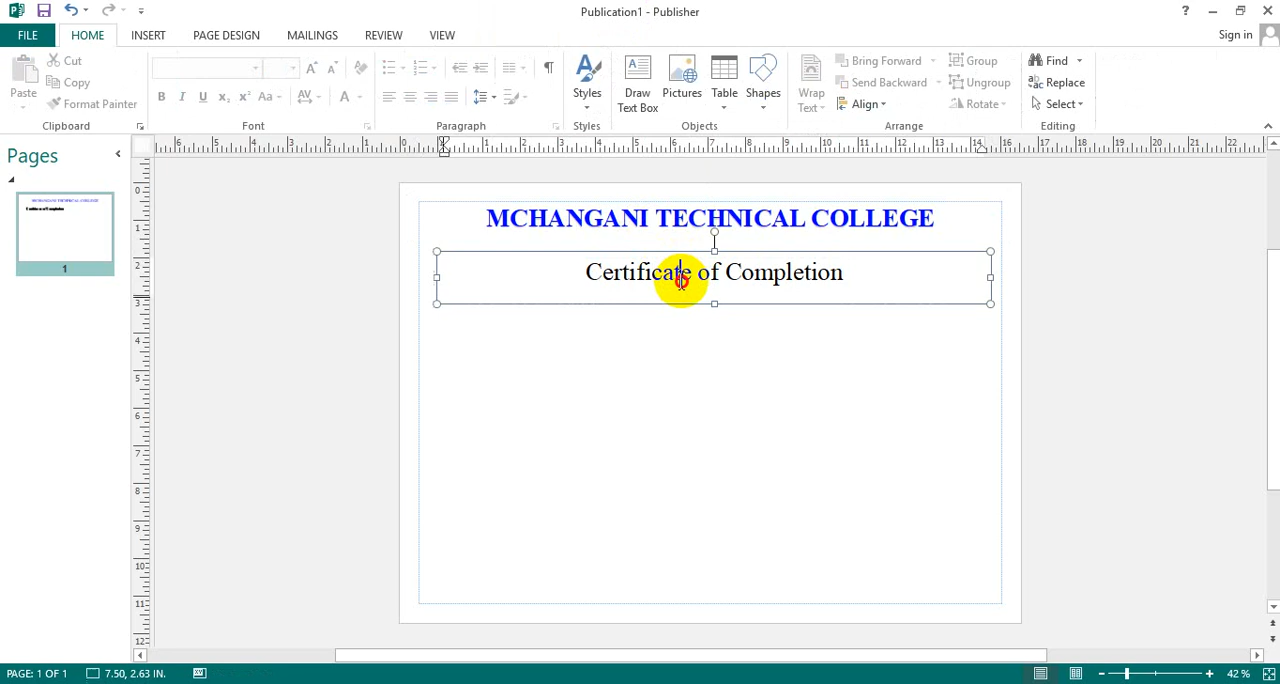 Publication1 - Publisher
FILE HOME INSERT PAGE DESIGN MAILINGS REVIEW VIEW
Sign in
Paste
Cut
Copy
Format Painter
Clipboard
Font
Paragraph
Styles
Styles
Draw Text Box
Pictures
Table
Shapes
Objects
Wrap Text
Bring Forward
Send Backward
Align
Group
Ungroup
Rotate
Arrange
Find
Replace
Select
Editing
Pages
1
MCHANGANI TECHNICAL COLLEGE
Certificate of Completion
PAGE: 1 OF 1
7.50, 2.63 IN.
42 %